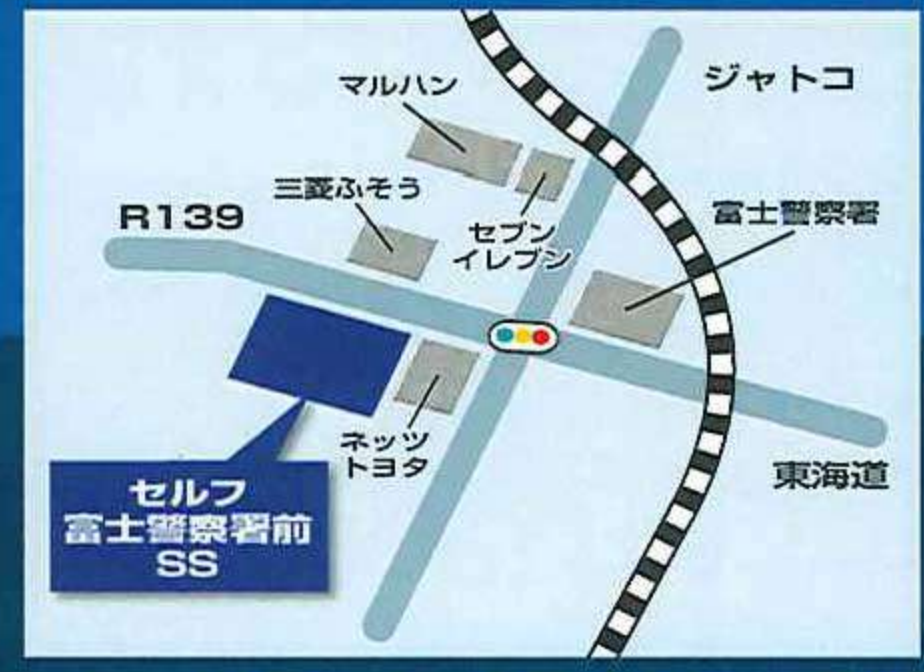 ジャトコ
マルハン
三菱ふそう
R139
セブン
イレブン
富士警察署
ネッツ
トヨタ
東海道
セルフ
富士警察署前
SS